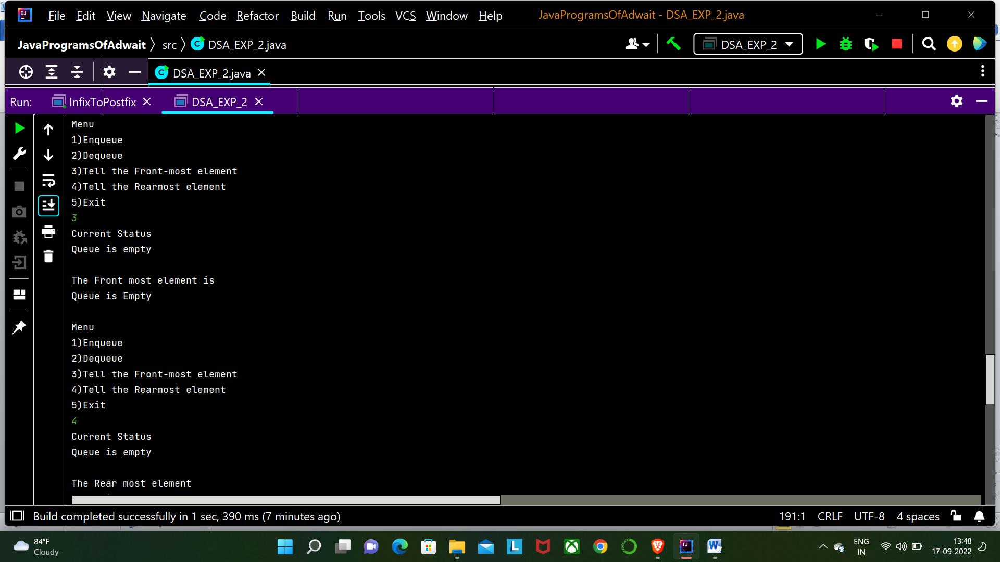 File Edit View Navigate Code Refactor Build Run Tools VCS Window Help JavaProgramsOfAdwait - DSA_EXP_2.java
JavaProgramsOfAdwait src DSA_EXP_2.java DSA_EXP_2
DSA_EXP_2.java
Run: InfixToPostfix DSA_EXP_2
Menu
1)Enqueue
2)Dequeue
3)Tell the Front-most element
4)Tell the Rearmost element
5)Exit
3
Current Status
Queue is empty
The Front most element is
Queue is Empty
Menu
1)Enqueue
2)Dequeue
3)Tell the Front-most element
4)Tell the Rearmost element
5)Exit
4
Current Status
Queue is empty
The Rear most element
Build completed successfully in 1 sec, 390 ms (7 minutes ago) 191:1 CRLF UTF-8 4 spaces
84°F
Cloudy
ENG
IN
13:48
17-09-2022